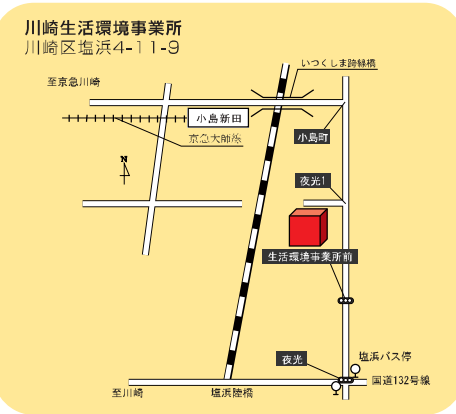 川崎生活環境事業所
川崎区塩浜4-11-9
いつくしま跨線橋
至京急川崎
小島新田
京急大師線
小島町
N
夜光1
生活環境事業所前
夜光
塩浜バス停
国道132号線
至川崎
塩浜陸橋